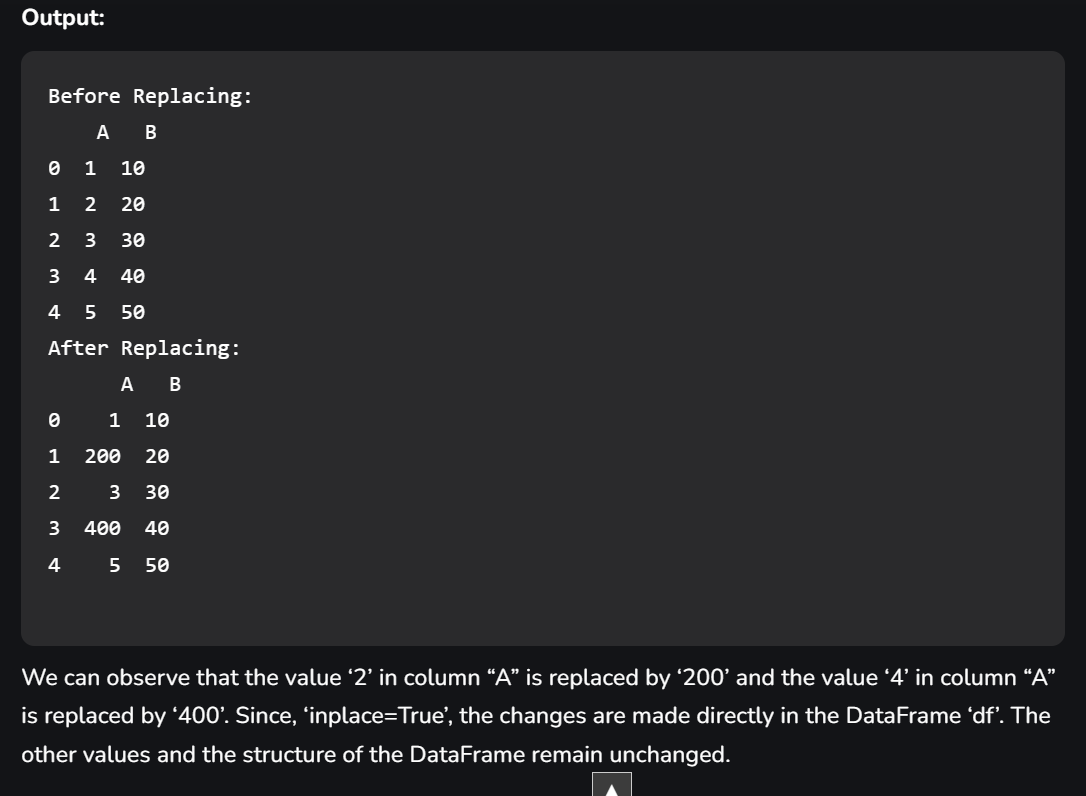 Output:
Before Replacing:
    A   B
0  1  10
1  2  20
2  3  30
3  4  40
4  5  50
After Replacing:
      A   B
0    1  10
1  200  20
2    3  30
3  400  40
4    5  50
We can observe that the value ‘2’ in column “A” is replaced by ‘200’ and the value ‘4’ in column “A”
is replaced by ‘400’. Since, ‘inplace=True’, the changes are made directly in the DataFrame ‘df’. The
other values and the structure of the DataFrame remain unchanged.